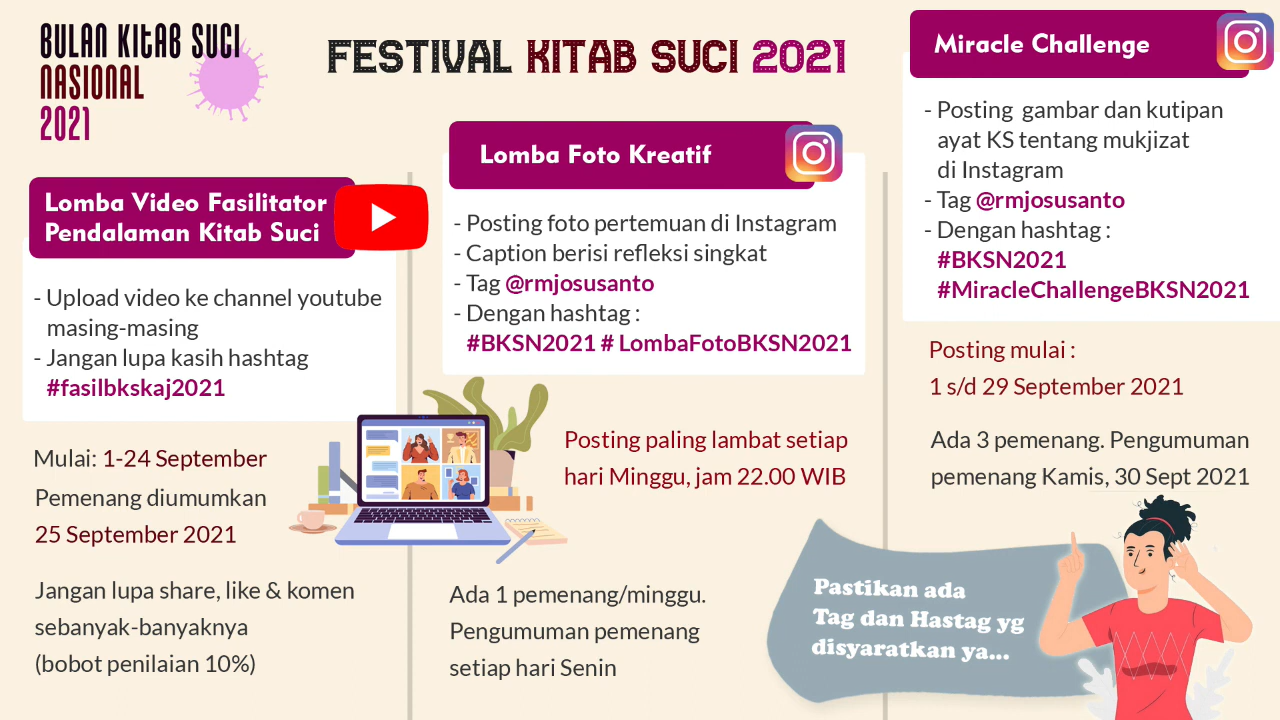 BULAN KITAB SUCI
NASIONAL
2021
FESTIVAL KITAB SUCI 2021
Lomba Video Fasilitator
Pendalaman Kitab Suci
- Upload video ke channel youtube
masing-masing
- Jangan lupa kasih hashtag
#fasilbkskaj2021
Mulai: 1-24 September
Pemenang diumumkan
25 September 2021
Jangan lupa share, like & komen
sebanyak-banyaknya
(bobot penilaian 10%)
Lomba Foto Kreatif
- Posting foto pertemuan di Instagram
- Caption berisi refleksi singkat
- Tag @rmjosusanto
- Dengan hashtag :
#BKSN2021 # LombaFotoBKSN2021
Posting paling lambat setiap
hari Minggu, jam 22.00 WIB
Ada 1 pemenang/minggu.
Pengumuman pemenang
setiap hari Senin
Miracle Challenge
- Posting  gambar dan kutipan
ayat KS tentang mukjizat
di Instagram
- Tag @rmjosusanto
- Dengan hashtag :
#BKSN2021
#MiracleChallengeBKSN2021
Posting mulai :
1 s/d 29 September 2021
Ada 3 pemenang. Pengumuman
pemenang Kamis, 30 Sept 2021
Pastikan ada
Tag dan Hastag yg
disyaratkan ya...